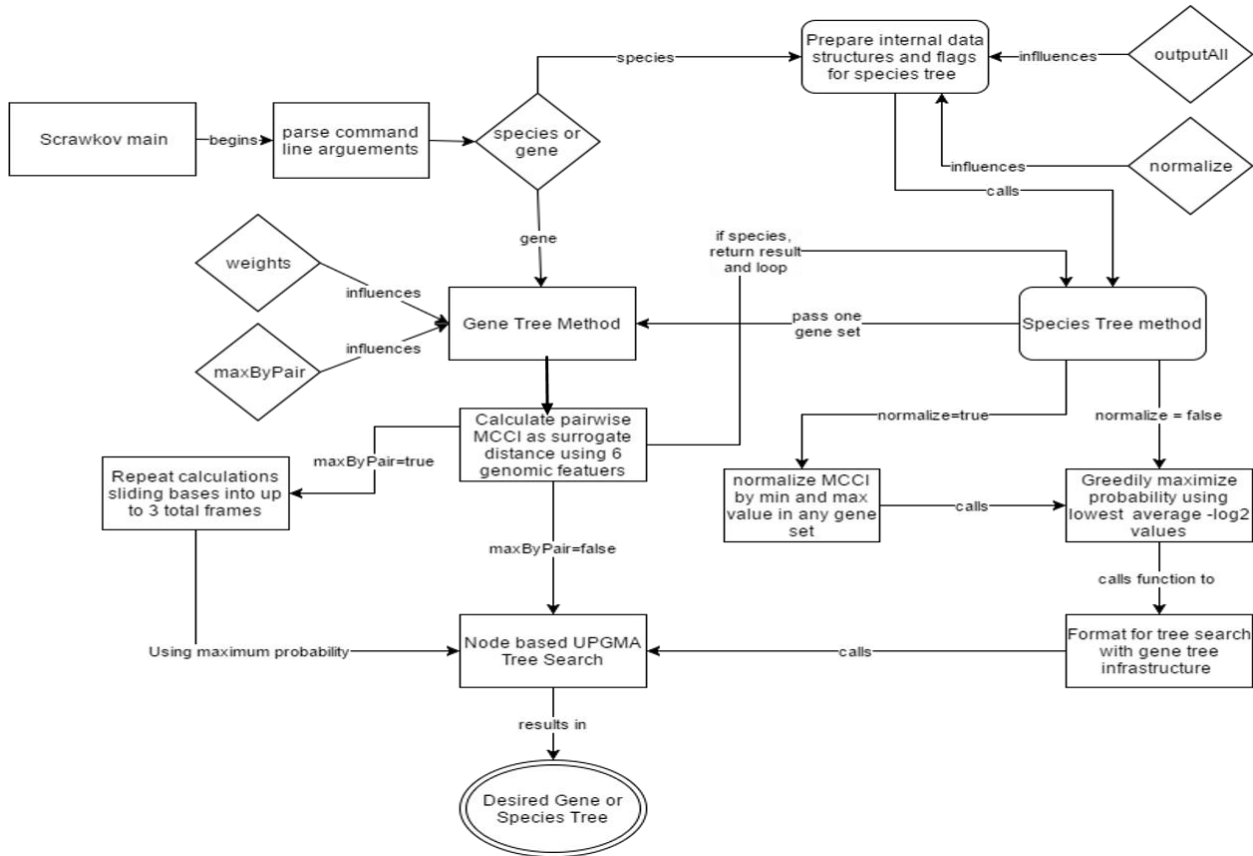 species
Prepare internal data
structures and flags
for species tree
infliuences
outputAll
Scrawkov main
begins
parse command
line arguements
species or
gene
influences
normalize
calls
gene
if species,
return result
and loop
weights
influences
Gene Tree Method
pass one
gene set
Species Tree method
influences
maxByPair
Calculate pairwise
MCCI as surrogate
distance using 6
genomic featuers
normalize=true
normalize = false
maxByPair=true
Repeat calculations
sliding bases into up
to 3 total frames
normalize MCCI
by min and max
value in any gene
set
calls
Greedily maximize
probability using
lowest average -log2
values
maxByPair=false
calls function to
Using maximum probability
Node based UPGMA
Tree Search
calls
Format for tree search
with gene tree
infrastructure
results in
Desired Gene or
Species Tree